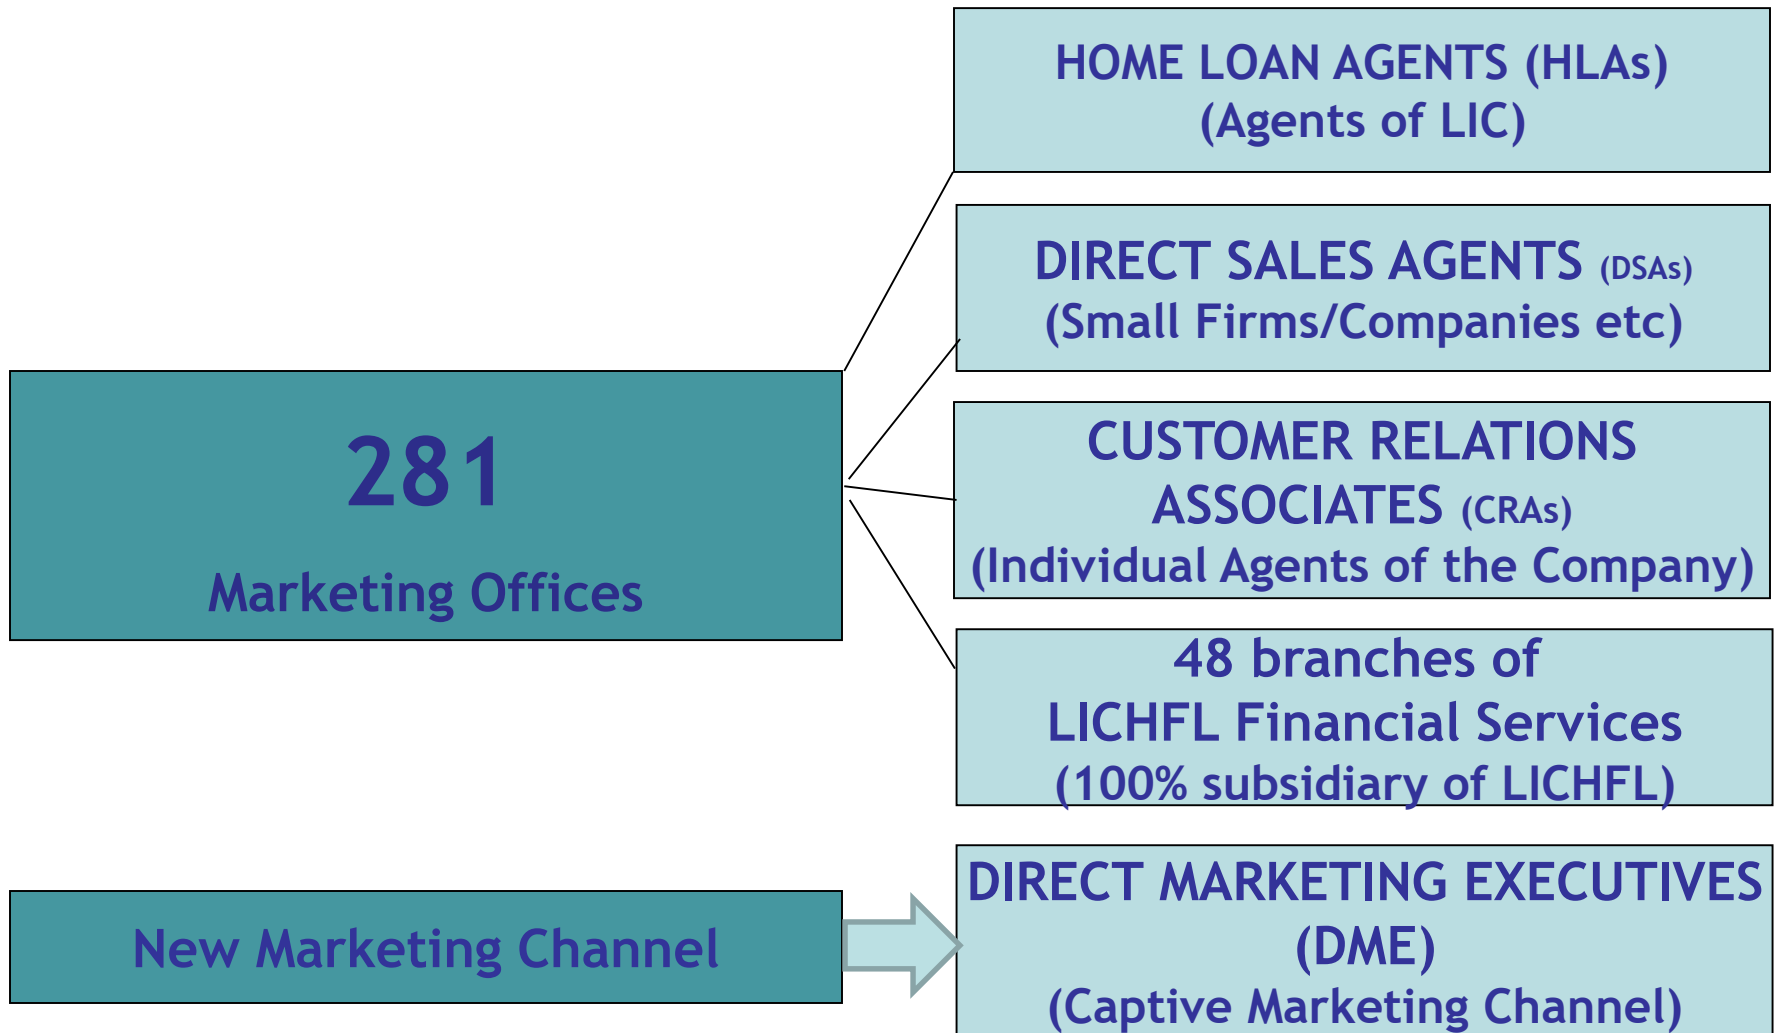 HOME LOAN AGENTS (HLAs)
(Agents of LIC)
DIRECT SALES AGENTS (DSAs)
(Small Firms/Companies etc)
281
Marketing Offices
CUSTOMER RELATIONS
ASSOCIATES (CRAs)
(Individual Agents of the Company)
48 branches of
LICHFL Financial Services
(100% subsidiary of LICHFL)
New Marketing Channel
DIRECT MARKETING EXECUTIVES
(DME)
(Captive Marketing Channel)